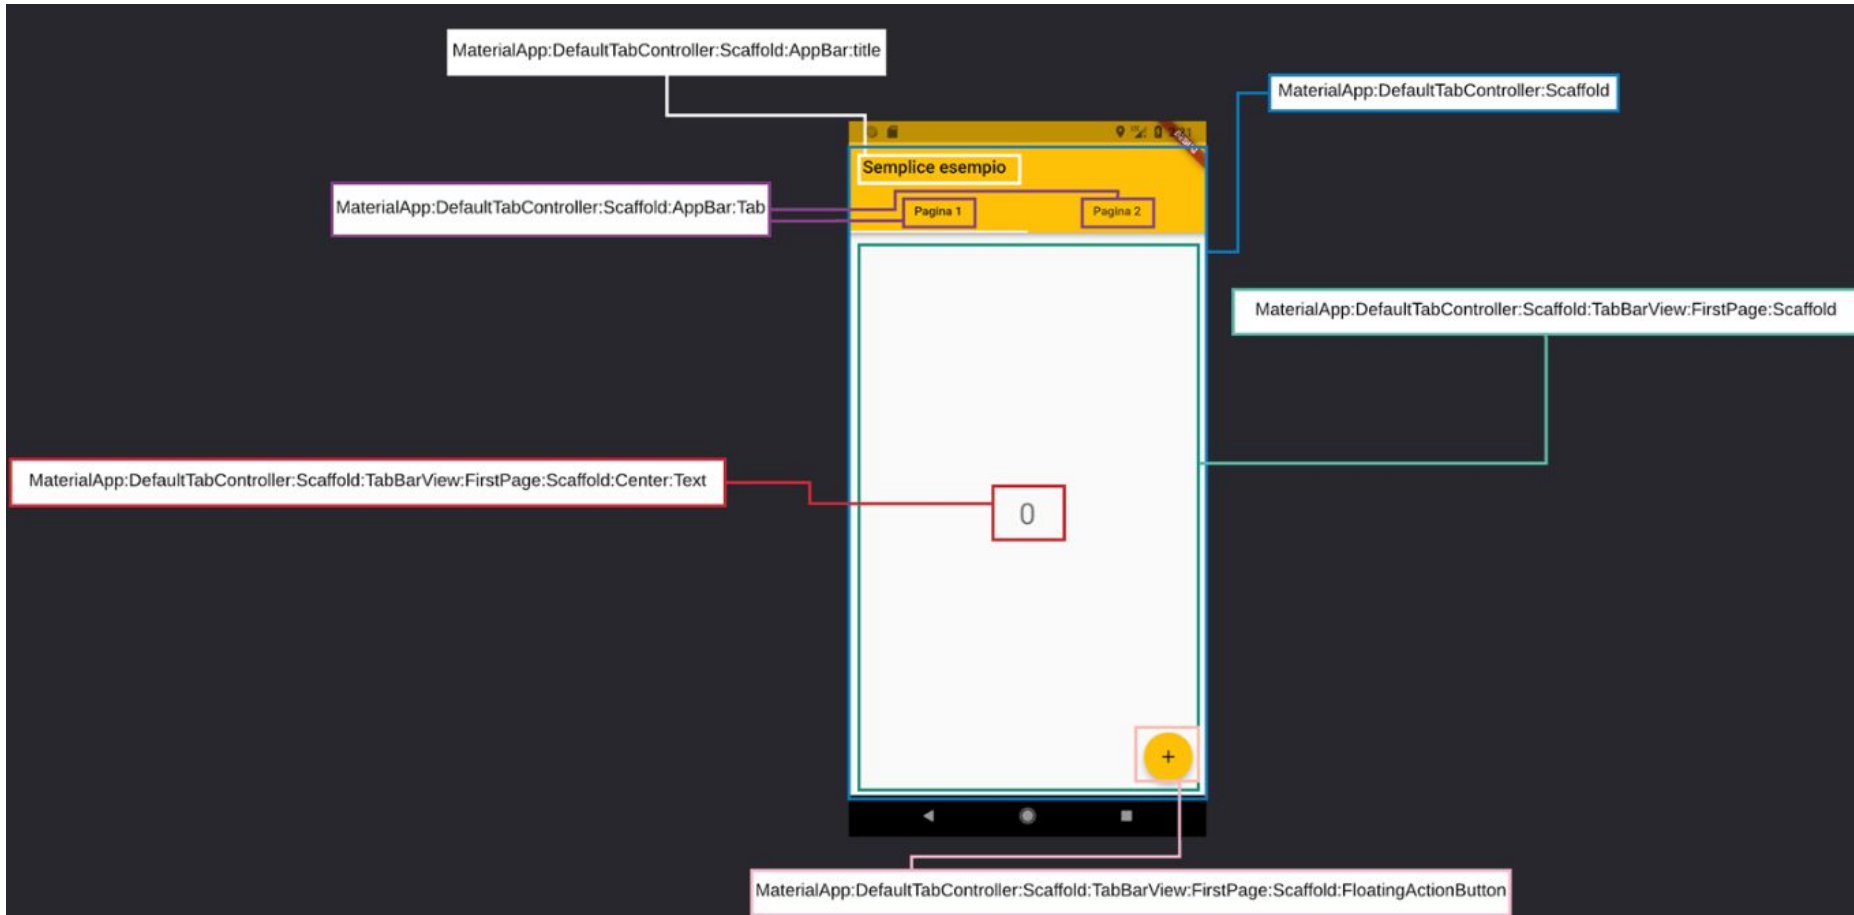 MaterialApp:DefaultTabController:Scaffold:AppBar:title
MaterialApp:DefaultTabController:Scaffold
Semplice esempio
MaterialApp:DefaultTabController:Scaffold:AppBar:Tab
Pagina 1
Pagina 2
MaterialApp:DefaultTabController:Scaffold:TabBarView:FirstPage:Scaffold
MaterialApp:DefaultTabController:Scaffold:TabBarView:FirstPage:Scaffold:Center:Text
0
+
MaterialApp:DefaultTabController:Scaffold:TabBarView:FirstPage:Scaffold:FloatingActionButton